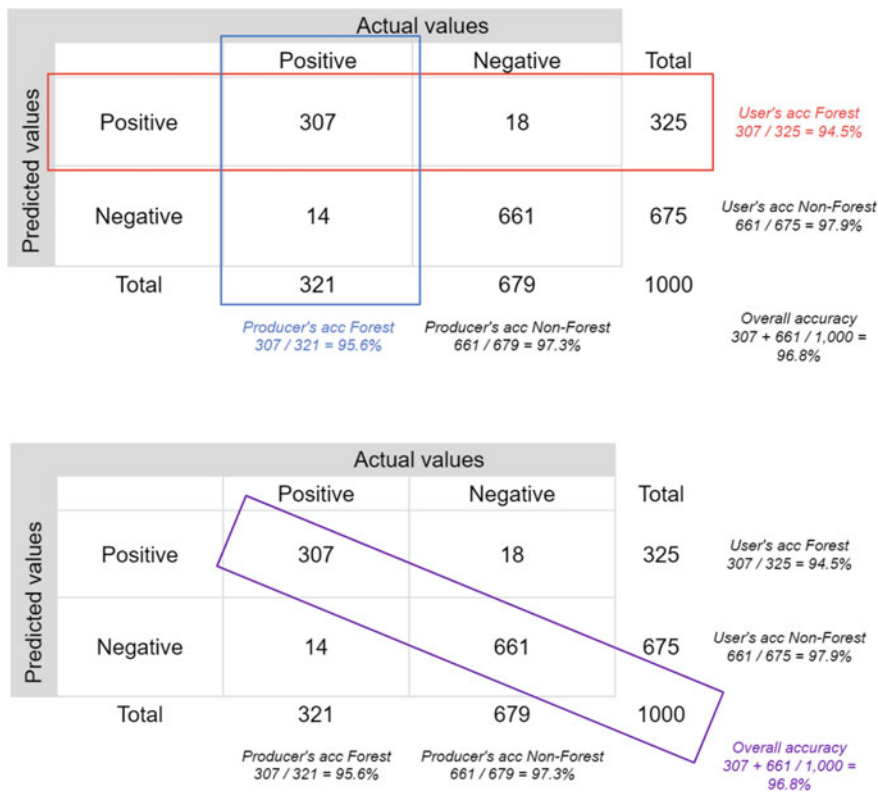 Actual values
Positive Negative Total
Predicted values
Positive 307 18 325
User's acc Forest
307 / 325 = 94.5%
Negative 14 661 675
User's acc Non-Forest
661 / 675 = 97.9%
Total 321 679 1000
Producer's acc Forest
307 / 321 = 95.6%
Producer's acc Non-Forest
661 / 679 = 97.3%
Overall accuracy
307 + 661 / 1,000 =
96.8%
Actual values
Positive Negative Total
Predicted values
Positive 307 18 325
User's acc Forest
307 / 325 = 94.5%
Negative 14 661 675
User's acc Non-Forest
661 / 675 = 97.9%
Total 321 679 1000
Producer's acc Forest
307 / 321 = 95.6%
Producer's acc Non-Forest
661 / 679 = 97.3%
Overall accuracy
307 + 661 / 1,000 =
96.8%